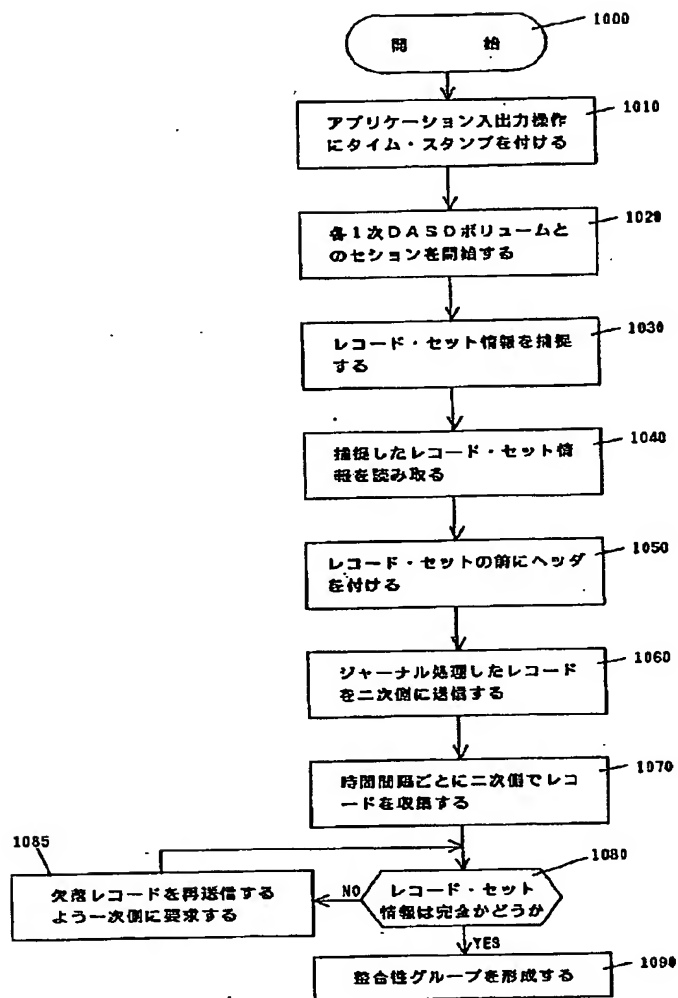 1000
開 始
1010
アプリケーション入出力操作
にタイム・スタンプを付ける
1020
各1次DASDボリュームと
のセションを開始する
1030
レコード・セット情報を捕捉
する
1040
捕捉したレコード・セット情
報を読み取る
1050
レコード・セットの前にヘッダ
を付ける
1060
ジャーナル処理したレコード
を二次側に送信する
1070
時間間隔ごとに二次側でレコ
ードを収集する
1085
欠落レコードを再送信する
よう一次側に要求する
NO
1080
レコード・セット
情報は完全かどうか
YES
1090
整合性グループを形成する